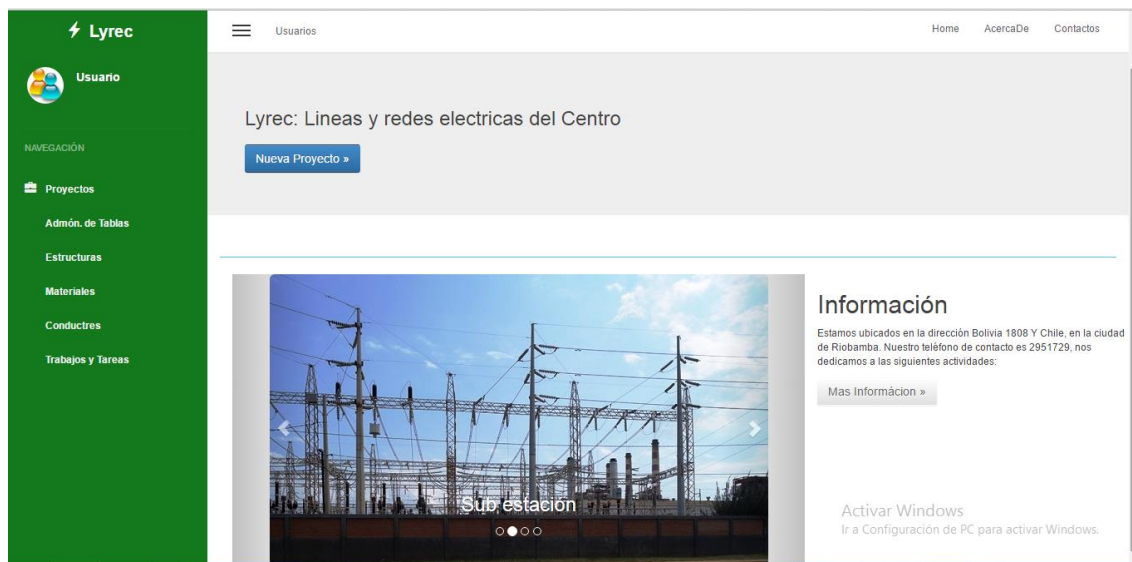 Lyrec
Usuario
NAVEGACIÓN
Proyectos
Admón. de Tablas
Estructuras
Materiales
Conductres
Trabajos y Tareas
Usuarios
Home AcercaDe Contactos
Lyrec: Lineas y redes electricas del Centro
Nueva Proyecto »
Sub estación
Información
Estamos ubicados en la dirección Bolivia 1808 Y Chile, en la ciudad
de Riobamba. Nuestro teléfono de contacto es 2951729, nos
dedicamos a las siguientes actividades:
Mas Informácion »
Activar Windows
Ir a Configuración de PC para activar Windows.